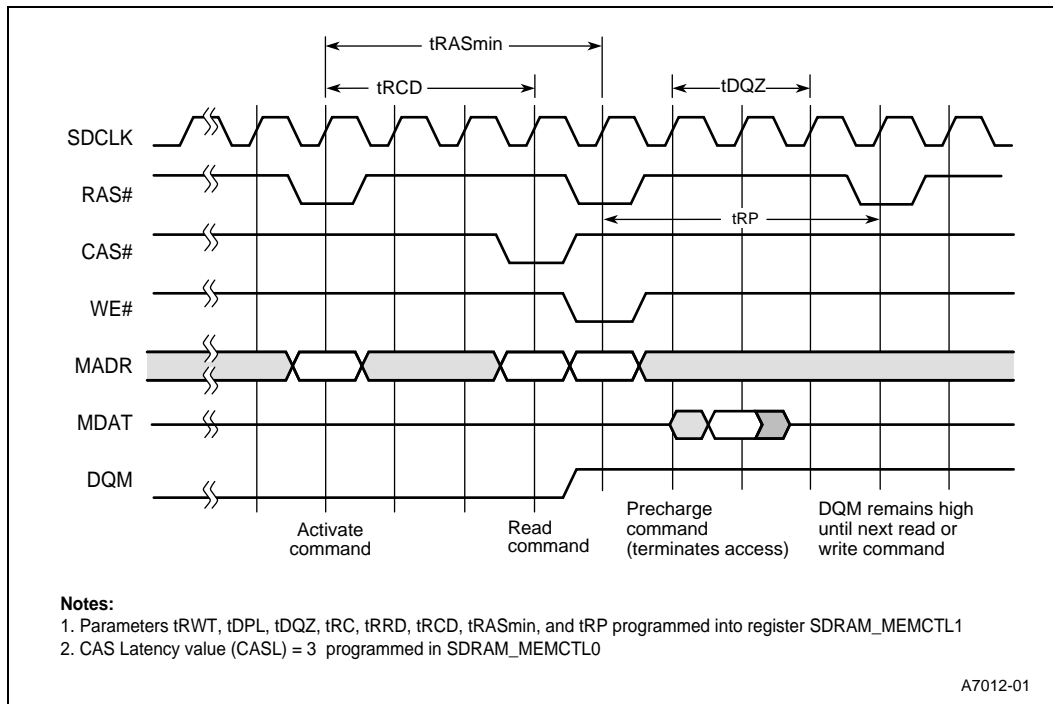 tRASmin
tRCD
tDQZ
SDCLK
RAS#
tRP
CAS#
WE#
MADR
MDAT
DQM
Activate
command
Read
command
Precharge
command
(terminates access)
DQM remains high
until next read or
write command
Notes:
1. Parameters tRWT, tDPL, tDQZ, tRC, tRRD, tRCD, tRASmin, and tRP programmed into register SDRAM_MEMCTL1
2. CAS Latency value (CASL) = 3 programmed in SDRAM_MEMCTL0
A7012-01